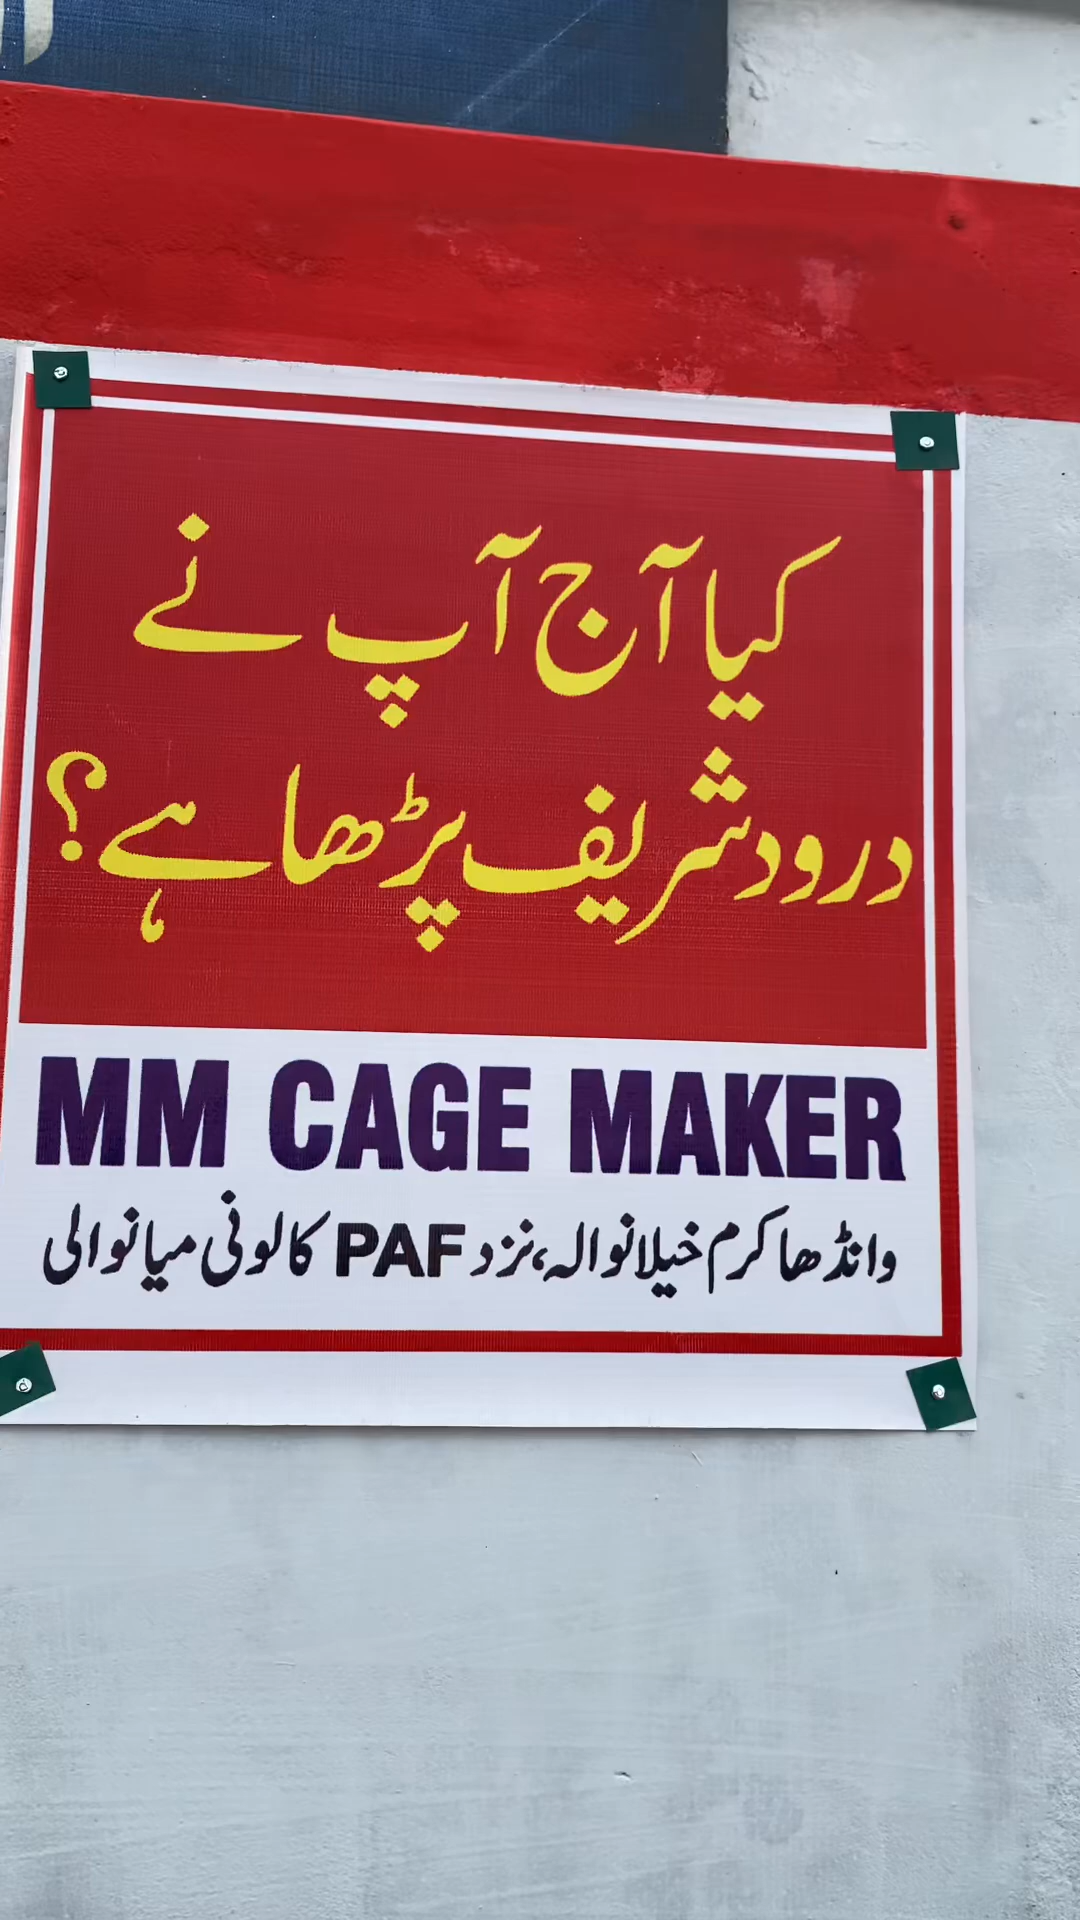 کیا آج آپ نے
درود شریف پڑھا ہے؟
MM CAGE MAKER
وانڈھا کرم خیلانوالہ، نزد PAF کالونی میانوالی